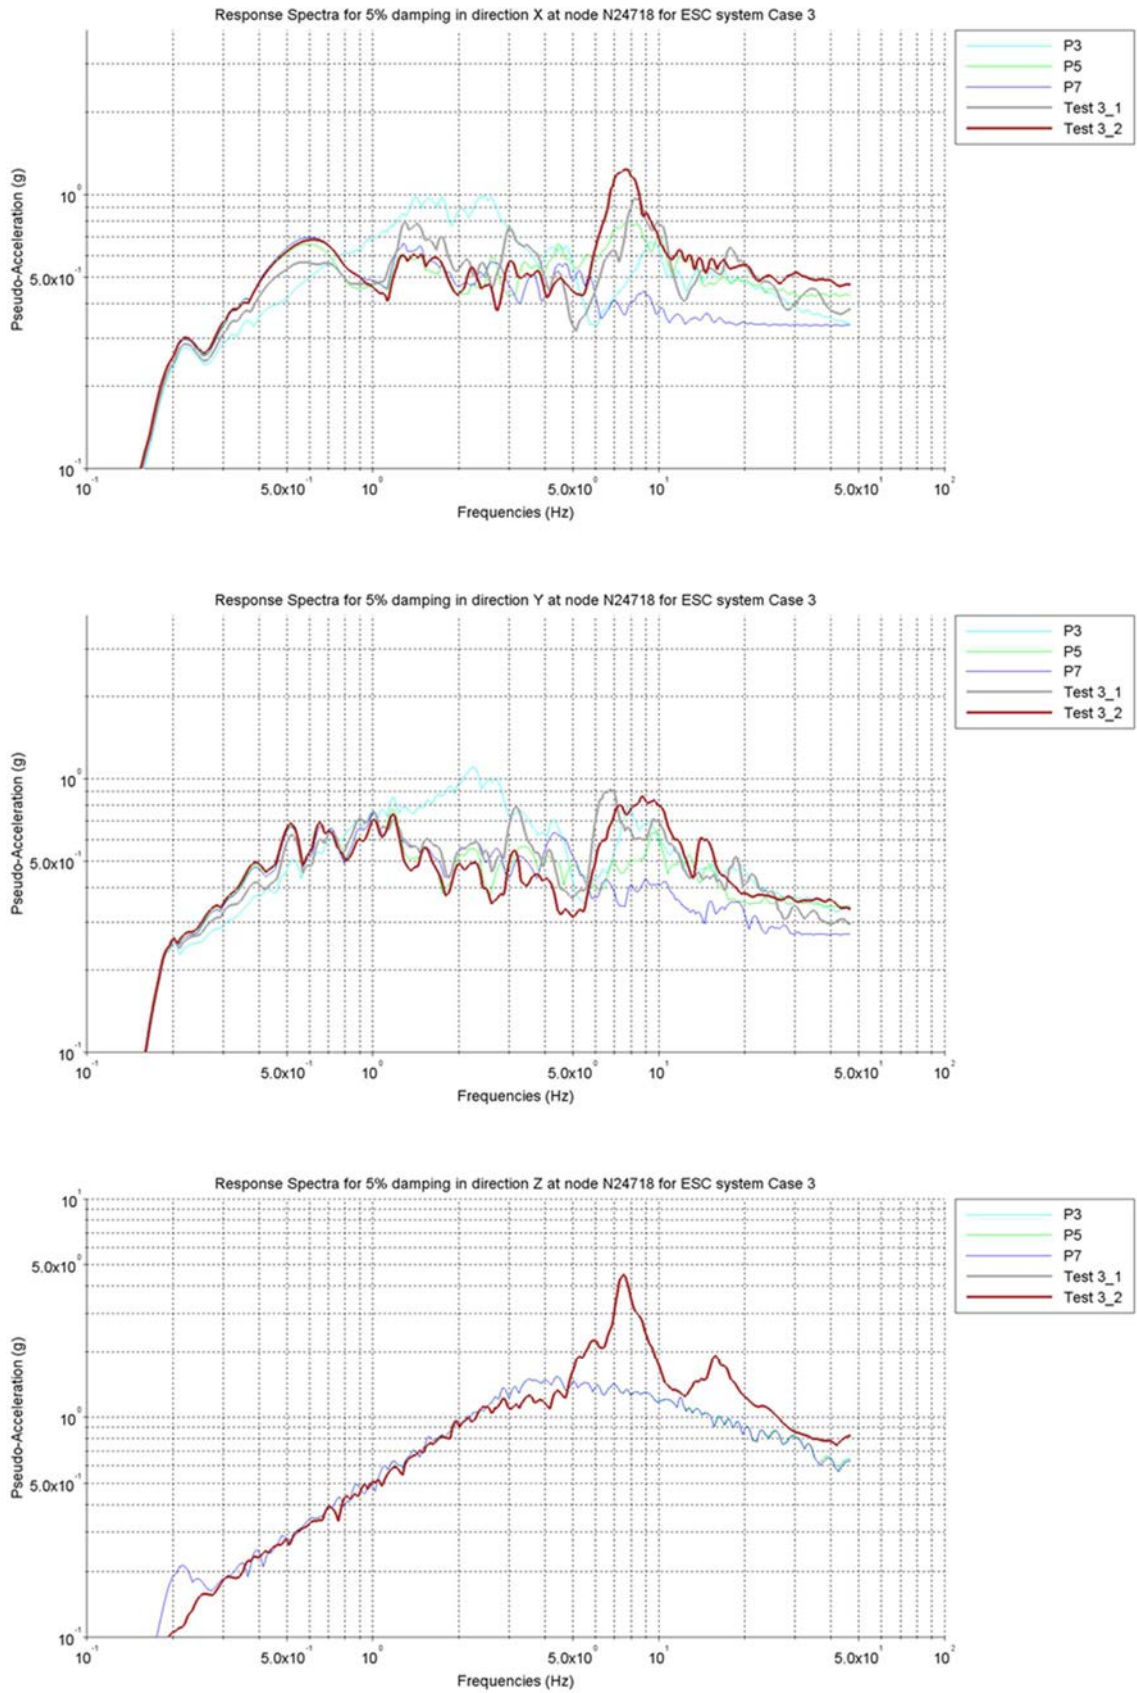 Response Spectra for 5% damping in direction X at node N24718 for ESC system Case 3
P3
P5
P7
Test 3_1
Test 3_2
Pseudo-Acceleration (g)
10⁰
5.0x10⁻¹
10⁻¹
10⁻¹ 5.0x10⁻¹ 10⁰ 5.0x10⁰ 10¹ 5.0x10¹ 10²
Frequencies (Hz)
Response Spectra for 5% damping in direction Y at node N24718 for ESC system Case 3
P3
P5
P7
Test 3_1
Test 3_2
Pseudo-Acceleration (g)
10⁰
5.0x10⁻¹
10⁻¹
10⁻¹ 5.0x10⁻¹ 10⁰ 5.0x10⁰ 10¹ 5.0x10¹ 10²
Frequencies (Hz)
Response Spectra for 5% damping in direction Z at node N24718 for ESC system Case 3
P3
P5
P7
Test 3_1
Test 3_2
Pseudo-Acceleration (g)
10¹
5.0x10⁰
10⁰
5.0x10⁻¹
10⁻¹
10⁻¹ 5.0x10⁻¹ 10⁰ 5.0x10⁰ 10¹ 5.0x10¹ 10²
Frequencies (Hz)